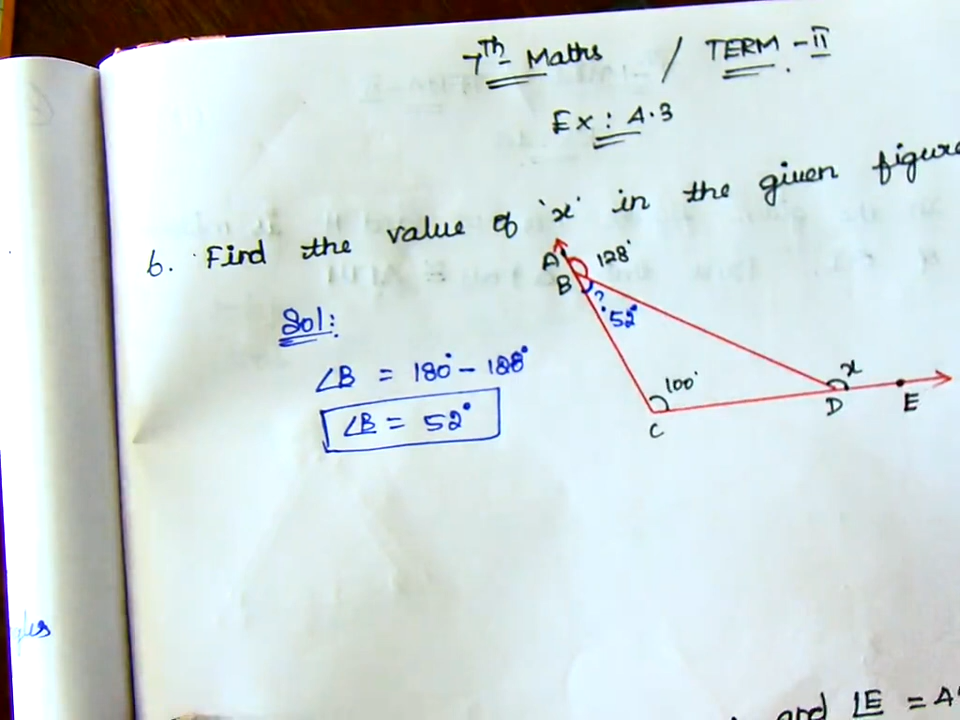 7Th Maths / TERM - II
Ex : 4.3
6. Find the value of 'x' in the given figure
A 128°
B ?
52°
Sol:
∠B = 180° - 128°
∠B = 52°
100° x
C D E
and ∠E =